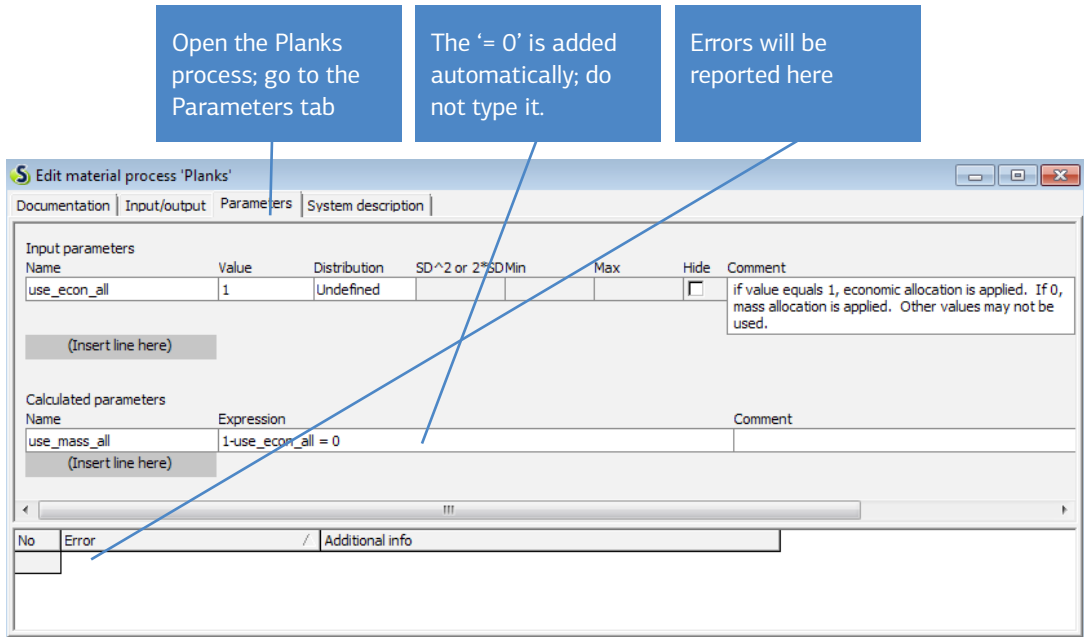 Open the Planks
process; go to the
Parameters tab
The ‘= 0’ is added
automatically; do
not type it.
Errors will be
reported here
S Edit material process 'Planks'
Documentation Input/output Parameters System description
Input parameters
Name Value Distribution SD^2 or 2*SD Min Max Hide Comment
use_econ_all 1 Undefined if value equals 1, economic allocation is applied. If 0,
mass allocation is applied. Other values may not be
used.
(Insert line here)
Calculated parameters
Name Expression Comment
use_mass_all 1-use_econ_all = 0
(Insert line here)
No Error / Additional info